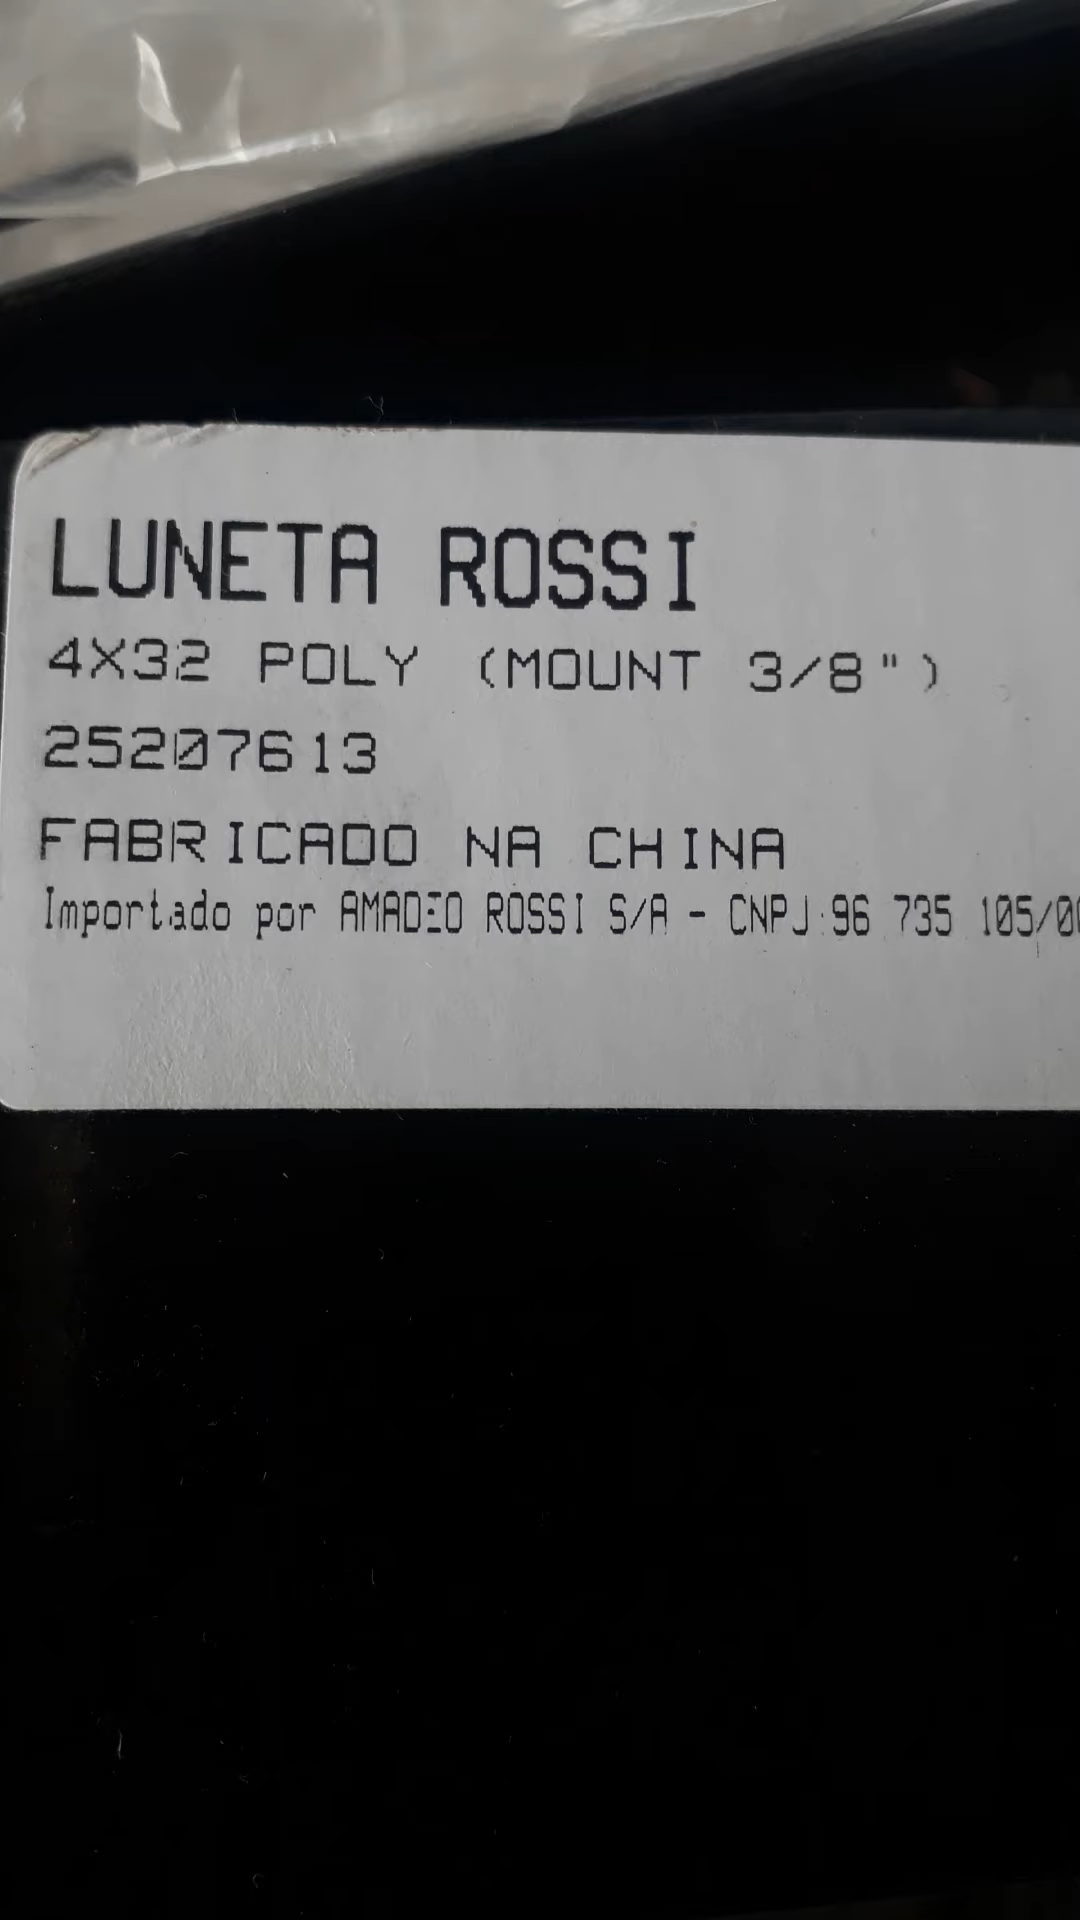 LUNETA ROSSI
4X32 POLY (MOUNT 3/8")
25207613
FABRICADO NA CHINA
Importado por AMADEO ROSSI S/A - CNPJ:96 735 105/00